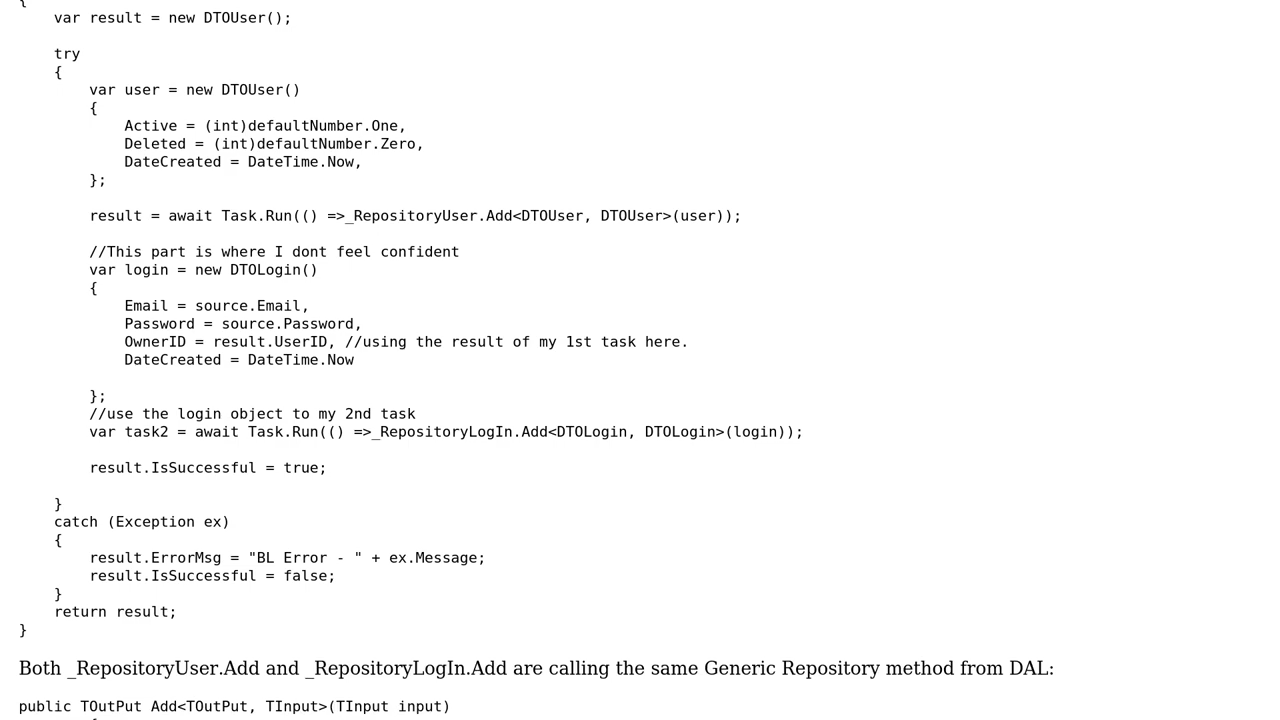 {
    var result = new DTOUser();

    try
    {
        var user = new DTOUser()
        {
            Active = (int)defaultNumber.One,
            Deleted = (int)defaultNumber.Zero,
            DateCreated = DateTime.Now,
        };

        result = await Task.Run(() =>_RepositoryUser.Add<DTOUser, DTOUser>(user));

        //This part is where I dont feel confident
        var login = new DTOLogin()
        {
            Email = source.Email,
            Password = source.Password,
            OwnerID = result.UserID, //using the result of my 1st task here.
            DateCreated = DateTime.Now

        };
        //use the login object to my 2nd task
        var task2 = await Task.Run(() =>_RepositoryLogIn.Add<DTOLogin, DTOLogin>(login));

        result.IsSuccessful = true;

    }
    catch (Exception ex)
    {
        result.ErrorMsg = "BL Error - " + ex.Message;
        result.IsSuccessful = false;
    }
    return result;
}
Both _RepositoryUser.Add and _RepositoryLogIn.Add are calling the same Generic Repository method from DAL:
public TOutPut Add<TOutPut, TInput>(TInput input)
        {